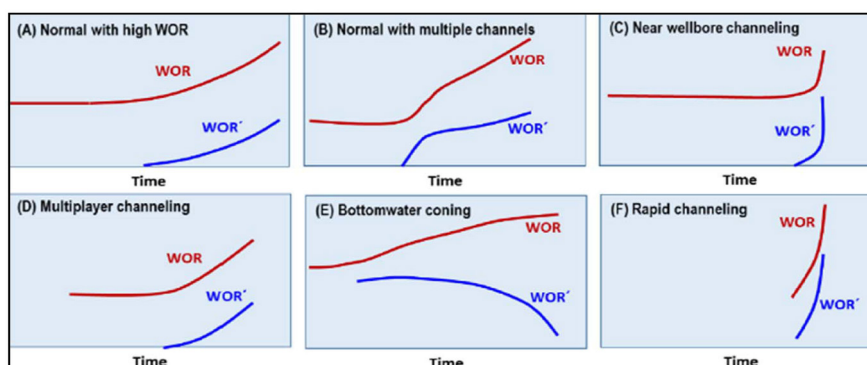 (A) Normal with high WOR
WOR
WOR´
Time
(B) Normal with multiple channels
WOR
WOR´
Time
(C) Near wellbore channeling
WOR
WOR´
Time
(D) Multiplayer channeling
WOR
WOR´
Time
(E) Bottomwater coning
WOR
WOR´
Time
(F) Rapid channeling
WOR
WOR´
Time